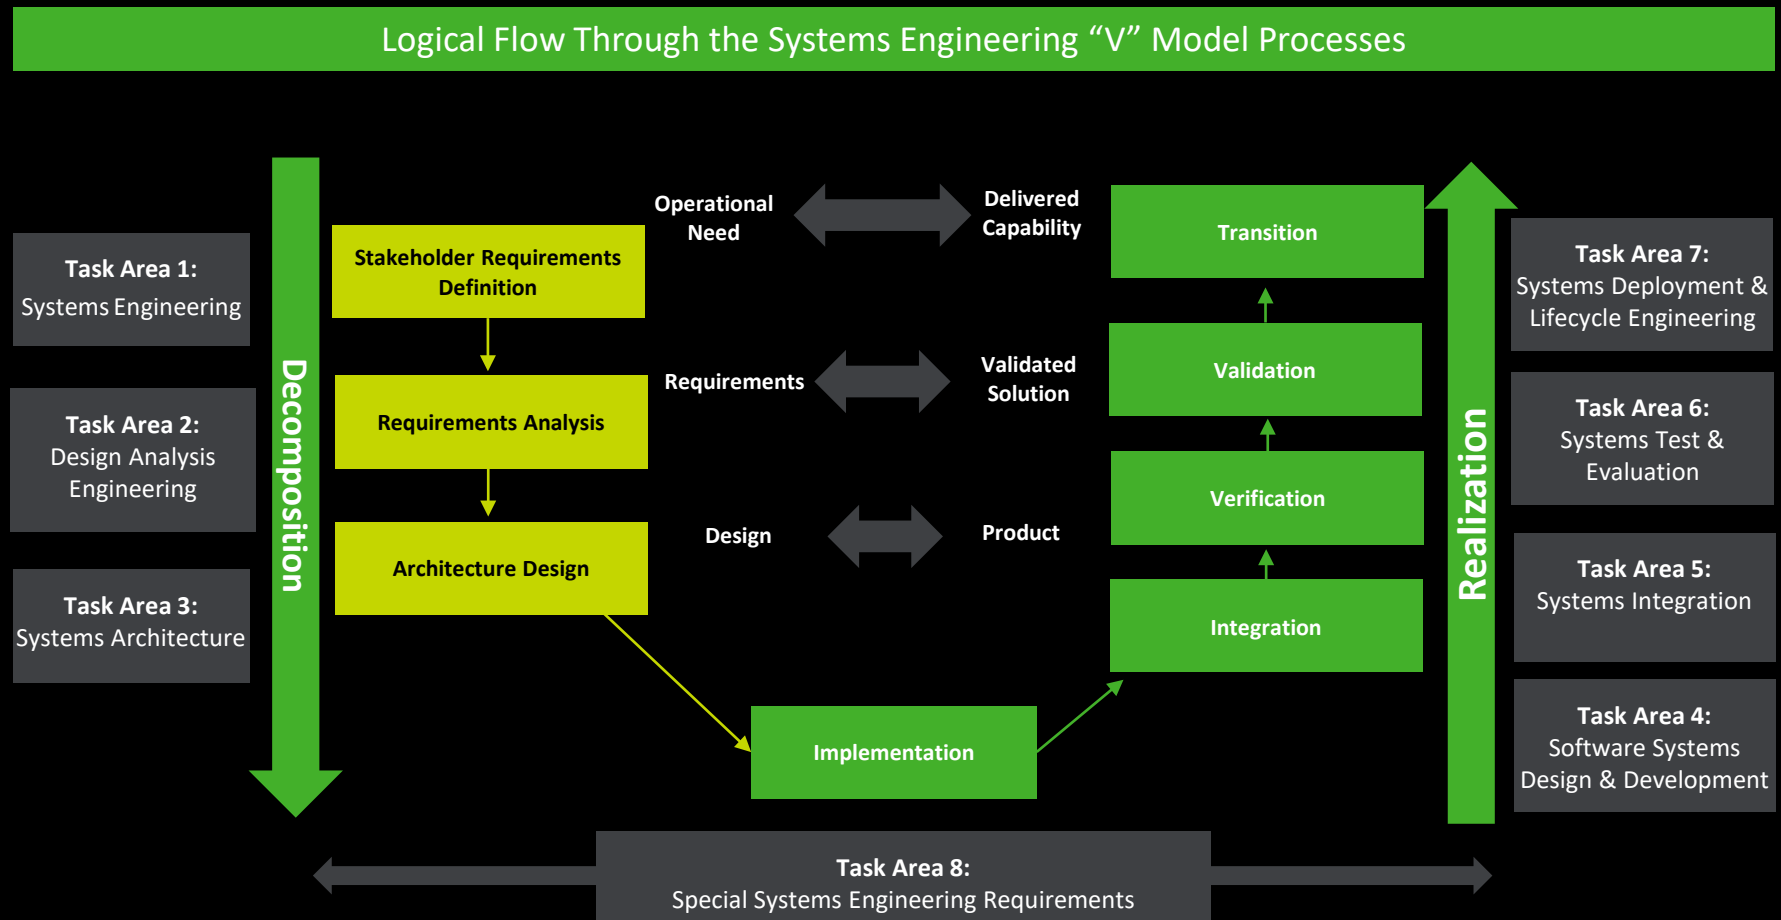 Logical Flow Through the Systems Engineering “V” Model Processes
Task Area 1:
Systems Engineering
Task Area 2:
Design Analysis
Engineering
Task Area 3:
Systems Architecture
Decomposition
Stakeholder Requirements
Definition
Requirements Analysis
Architecture Design
Operational
Need
Delivered
Capability
Requirements
Validated
Solution
Design
Product
Implementation
Transition
Validation
Verification
Integration
Realization
Task Area 7:
Systems Deployment &
Lifecycle Engineering
Task Area 6:
Systems Test &
Evaluation
Task Area 5:
Systems Integration
Task Area 4:
Software Systems
Design & Development
Task Area 8:
Special Systems Engineering Requirements